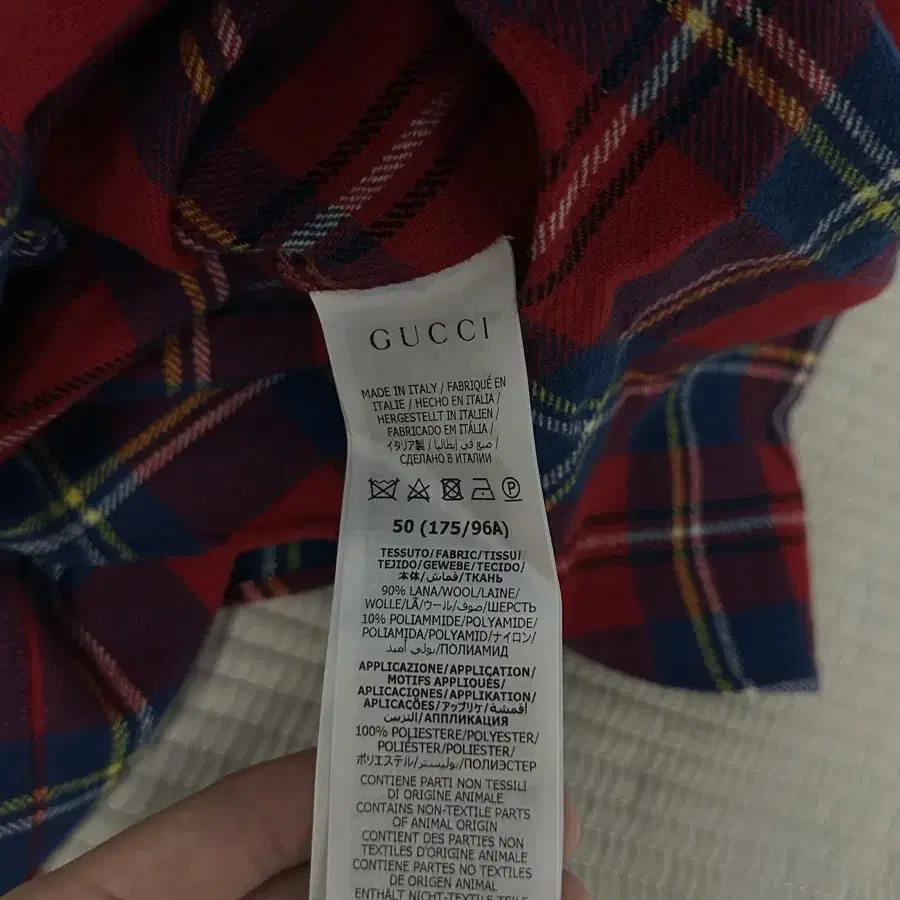 GUCCI
MADE IN ITALY / FABRIQUÉ EN
ITALIE / HECHO EN ITALIA /
HERGESTELLT IN ITALIEN /
FABRICADO EM ITÁLIA /
イタリア製 / صنع في إيطاليا /
СДЕЛАНО В ИТАЛИИ
50 (175/96A)
TESSUTO/FABRIC/TISSU/
TEJIDO/GEWEBE/TECIDO/
本体/قماش/ТКАНЬ
90% LANA/WOOL/LAINE/
WOLLE/LÃ/ウール/صوف/ШЕРСТЬ
10% POLIAMMIDE/POLYAMIDE/
POLIAMIDA/POLYAMID/ナイロン/
بولي أميد/ПОЛИАМИД
APPLICAZIONE/APPLICATION/
MOTIFS APPLIQUÉS/
APLICACIONES/APPLIKATION/
APLICAÇÕES/アップリケ/أقمشة
التزيين/АППЛИКАЦИЯ
100% POLIESTERE/POLYESTER/
POLIÉSTER/POLIESTER/
ポリエステル/بوليستر/ПОЛИЭСТЕР
CONTIENE PARTI NON TESSILI
DI ORIGINE ANIMALE
CONTAINS NON-TEXTILE PARTS
OF ANIMAL ORIGIN
CONTIENT DES PARTIES NON
TEXTILES D'ORIGINE ANIMALE
CONTIENE PARTES NO TEXTILES
DE ORIGEN ANIMAL
ENTHÄLT NICHT-TEXTILE TEILE